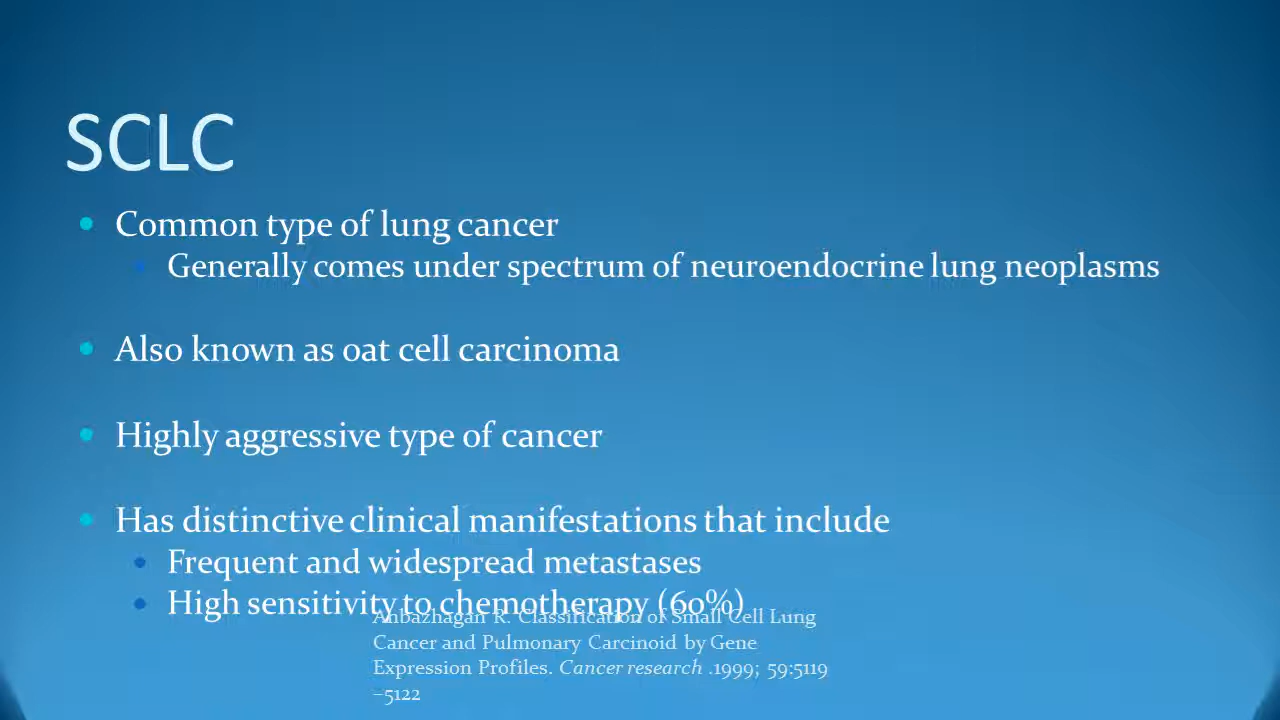 SCLC
Common type of lung cancer
Generally comes under spectrum of neuroendocrine lung neoplasms
Also known as oat cell carcinoma
Highly aggressive type of cancer
Has distinctive clinical manifestations that include
Frequent and widespread metastases
High sensitivity to chemotherapy (60%)
Anbazhagan R. Classification of Small Cell Lung
Cancer and Pulmonary Carcinoid by Gene
Expression Profiles. Cancer research .1999; 59:5119
–5122